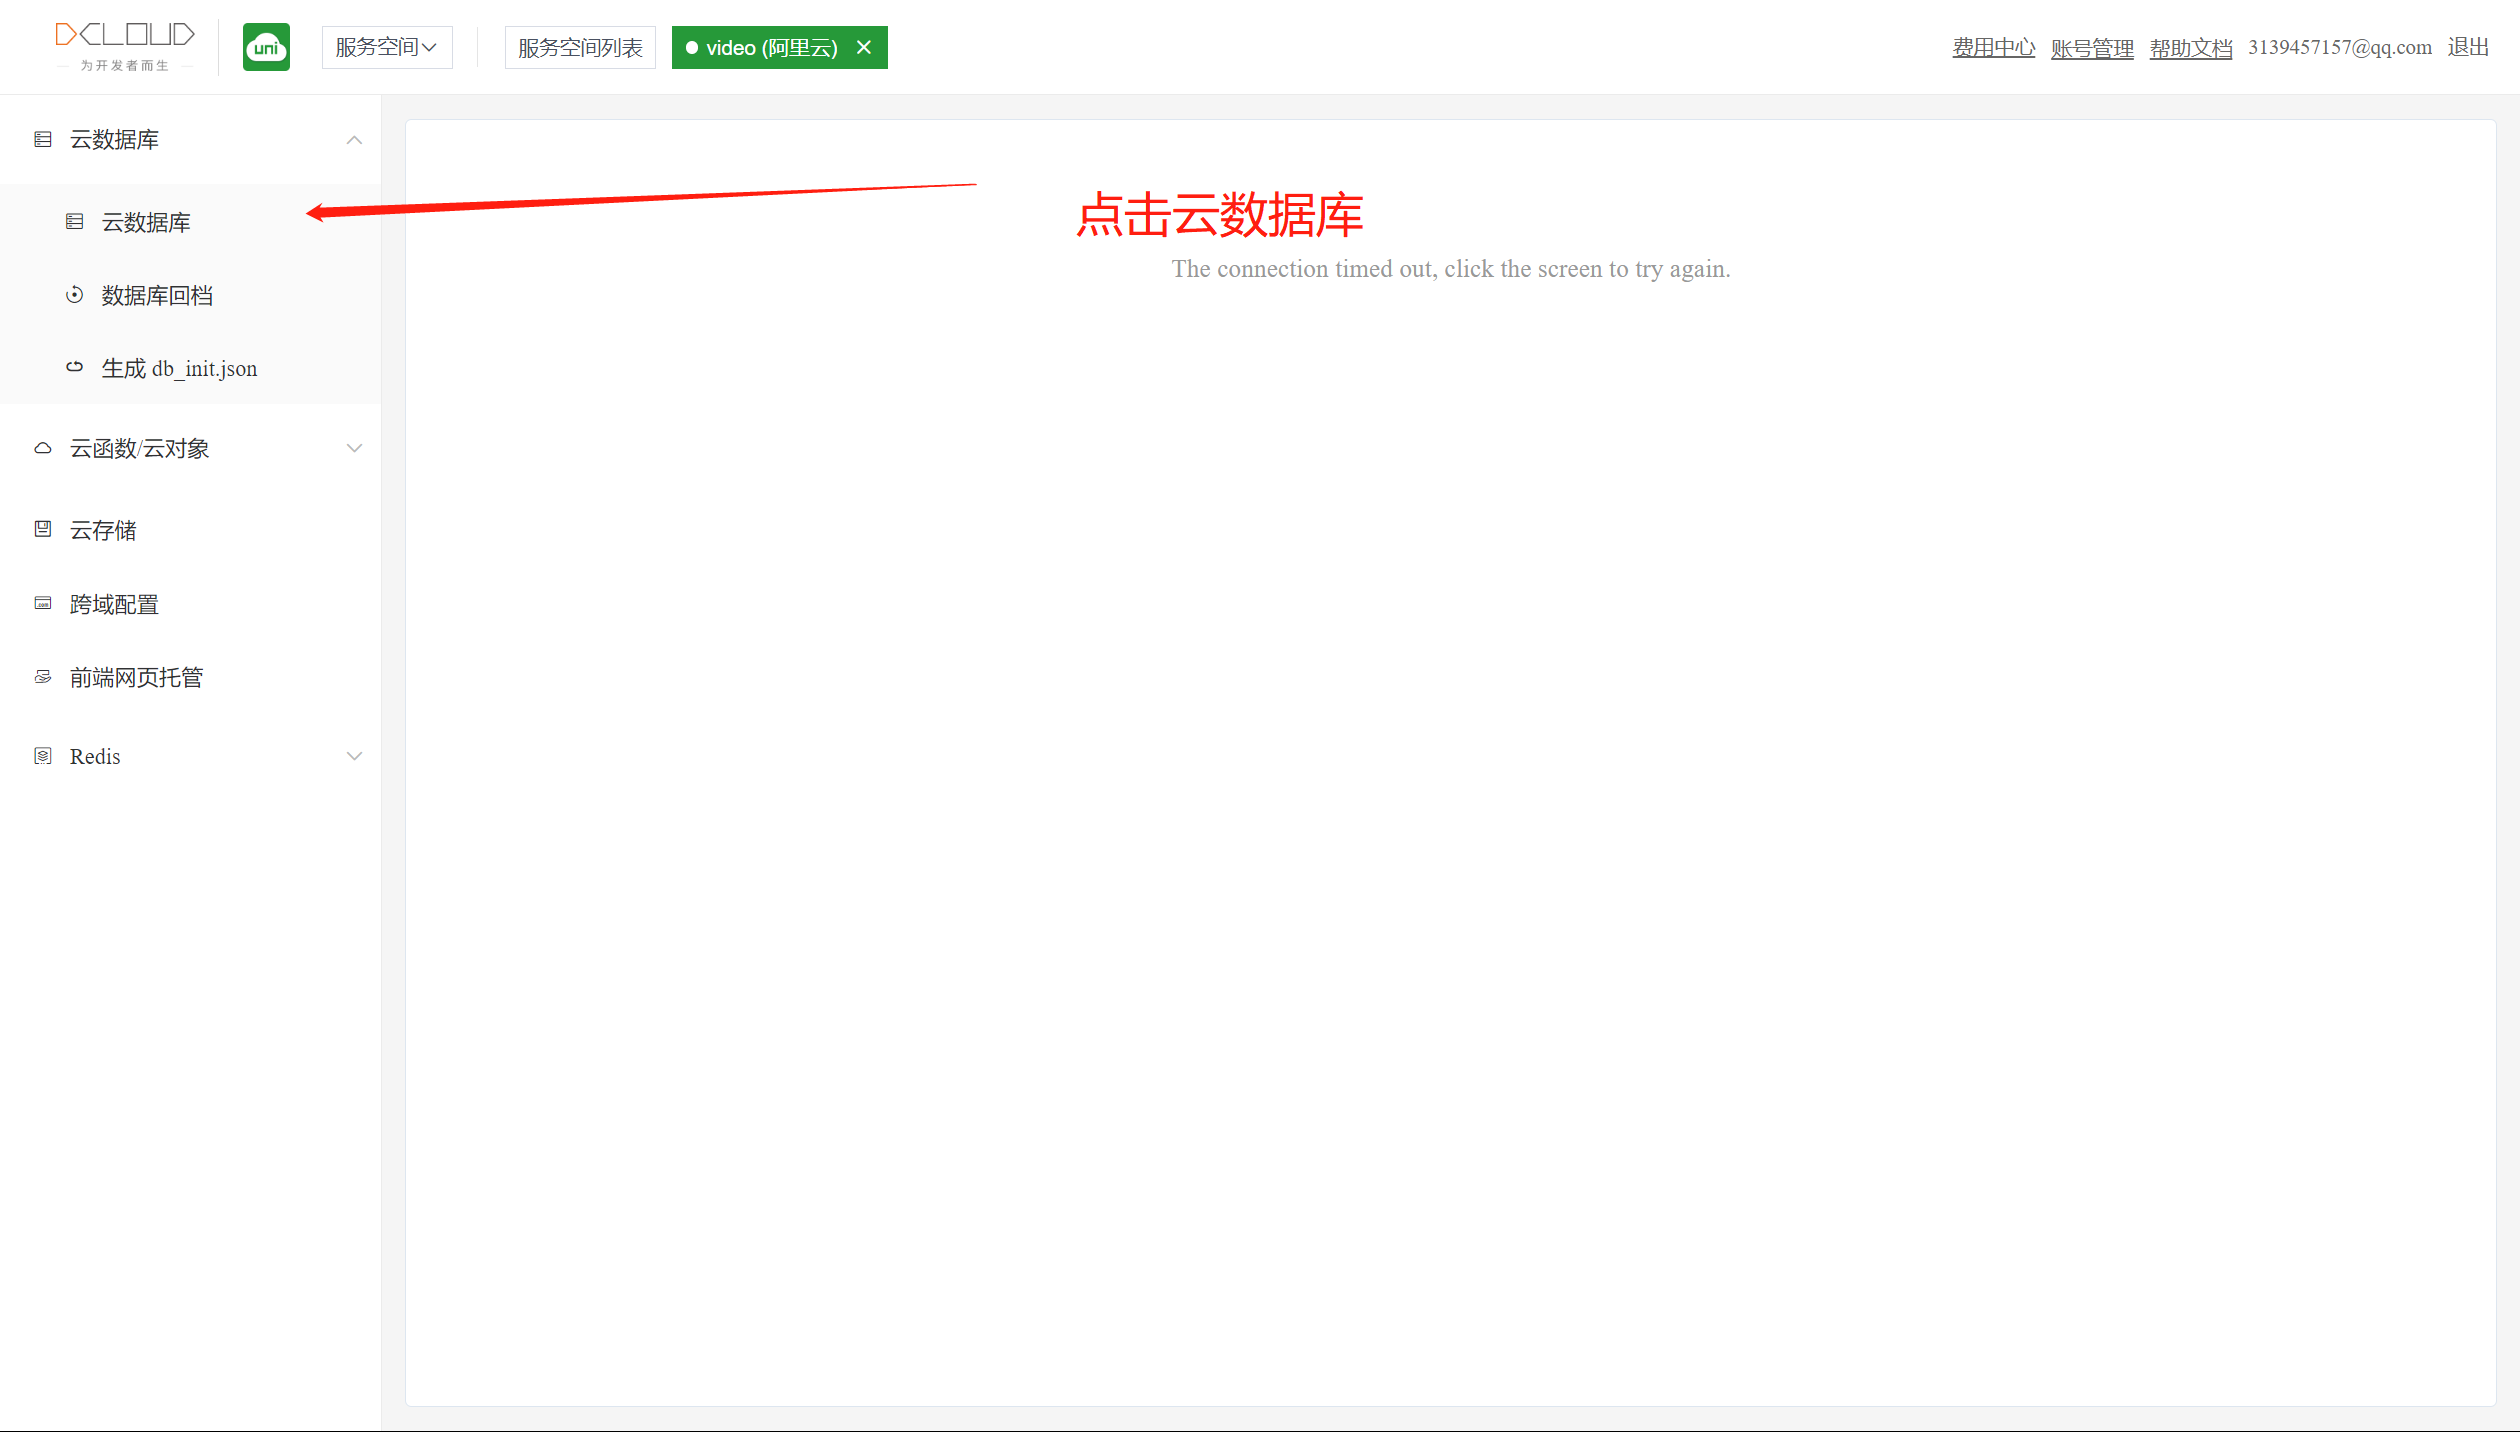 DCLOUD
为开发者而生
uni
服务空间
服务空间列表
video (阿里云)
费用中心
账号管理
帮助文档
3139457157@qq.com
退出
云数据库
云数据库
数据库回档
生成 db_init.json
云函数/云对象
云存储
跨域配置
前端网页托管
Redis
点击云数据库
The connection timed out, click the screen to try again.